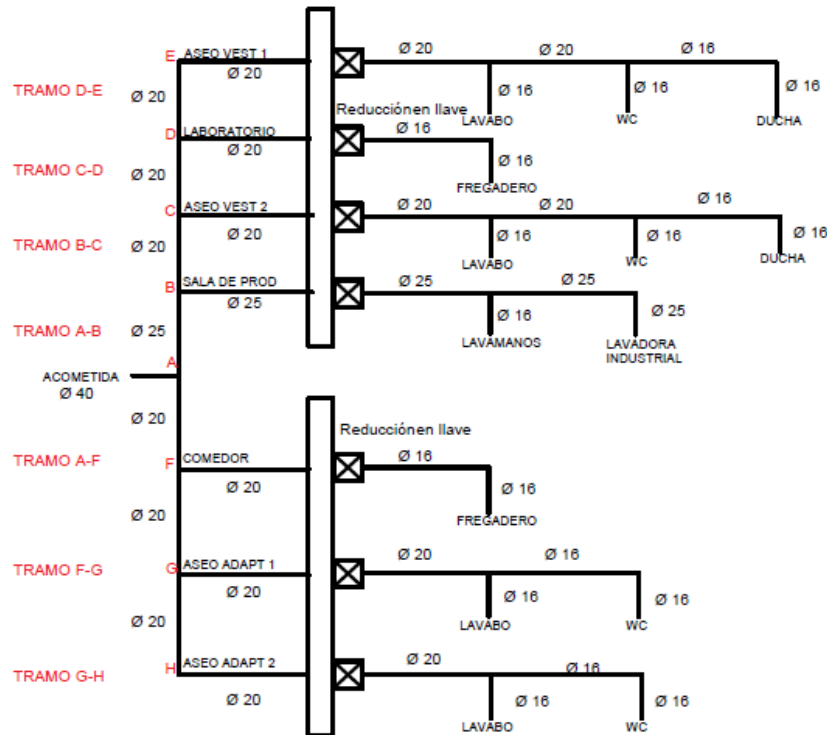 E ASEO VEST 1 Ø 20 Ø 20 Ø 16
Ø 20
TRAMO D-E Ø 20 Ø 16 Ø 16 Ø 16
Reducciónen llave LAVABO WC DUCHA
D LABORATORIO Ø 16
Ø 20
TRAMO C-D Ø 20 Ø 16
FREGADERO
C ASEO VEST 2 Ø 20 Ø 20 Ø 16
Ø 20 Ø 16 Ø 16 Ø 16
TRAMO B-C Ø 20
LAVABO WC DUCHA
B SALA DE PROD Ø 25 Ø 25
Ø 25
TRAMO A-B Ø 25 Ø 16 Ø 25
LAVAMANOS LAVADORA
INDUSTRIAL
A
ACOMETIDA
Ø 40
Ø 20
Reducciónen llave
TRAMO A-F F COMEDOR Ø 16
Ø 20 Ø 16
Ø 20
FREGADERO
Ø 20 Ø 16
TRAMO F-G G ASEO ADAPT 1
Ø 20 Ø 16 Ø 16
Ø 20 LAVABO WC
H ASEO ADAPT 2 Ø 20 Ø 16
TRAMO G-H
Ø 20 Ø 16 Ø 16
LAVABO WC